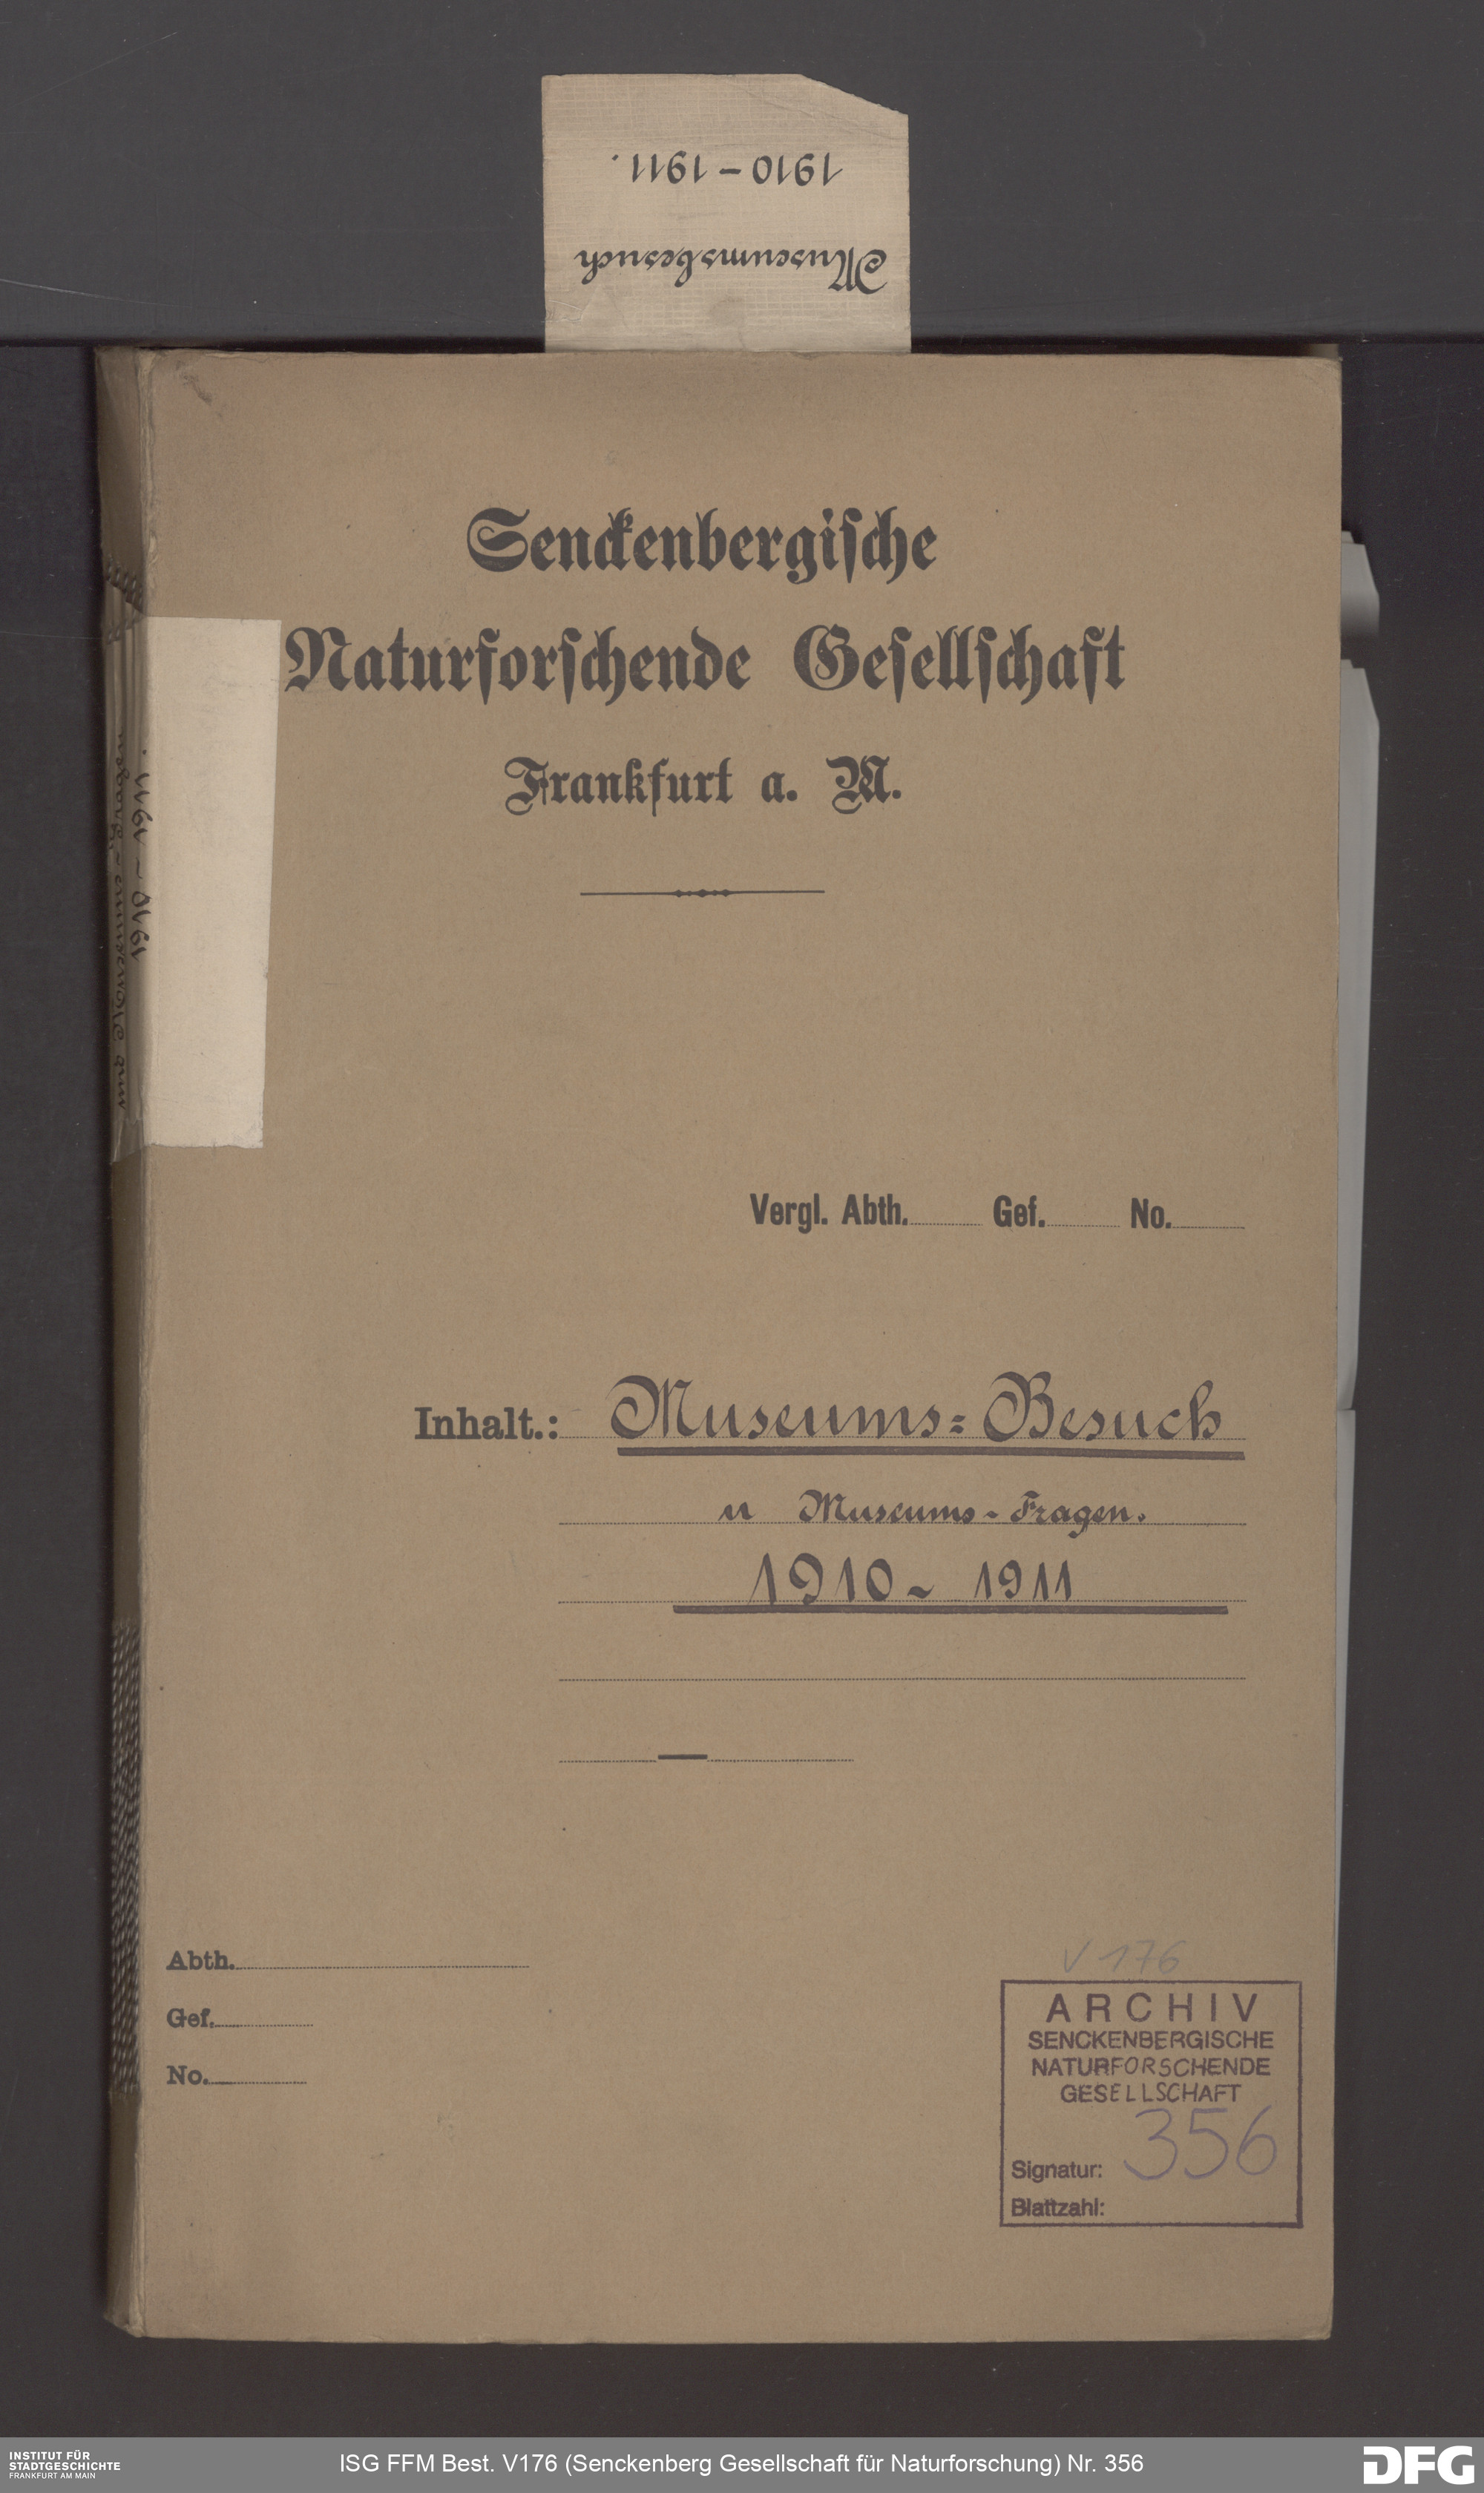 1910 – 1911.
Museumsbesuch
Senckenbergische
Naturforschende Gesellschaft
Frankfurt a. M.
1910 – 1911.
Vergl. Abth. Gef. No.
Inhalt.: Museums=Besuch
u Museums-Fragen.
1910 - 1911
Abth.
Gef.
No.
V 176
ARCHIV
SENCKENBERGISCHE
NATURFORSCHENDE
GESELLSCHAFT
Signatur: 356
Blattzahl:
INSTITUT FÜR
STADTGESCHICHTE
FRANKFURT AM MAIN
ISG FFM Best. V176 (Senckenberg Gesellschaft für Naturforschung) Nr. 356
DFG